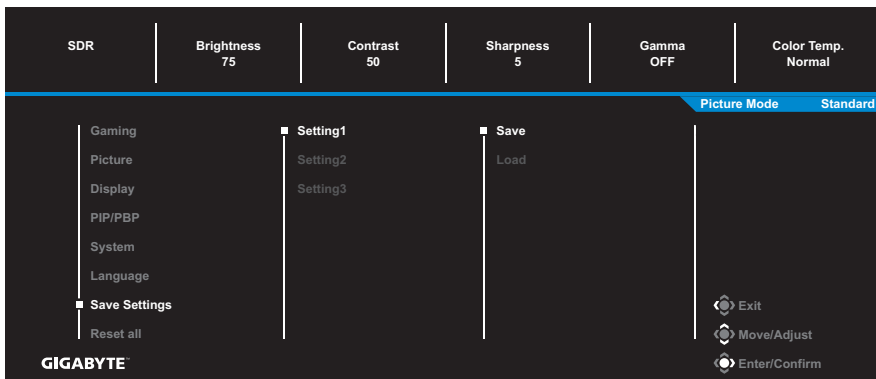 SDR
Brightness
75
Contrast
50
Sharpness
5
Gamma
OFF
Color Temp.
Normal
Picture Mode Standard
Gaming
Picture
Display
PIP/PBP
System
Language
Save Settings
Reset all
Setting1
Setting2
Setting3
Save
Load
Exit
Move/Adjust
Enter/Confirm
GIGABYTE™